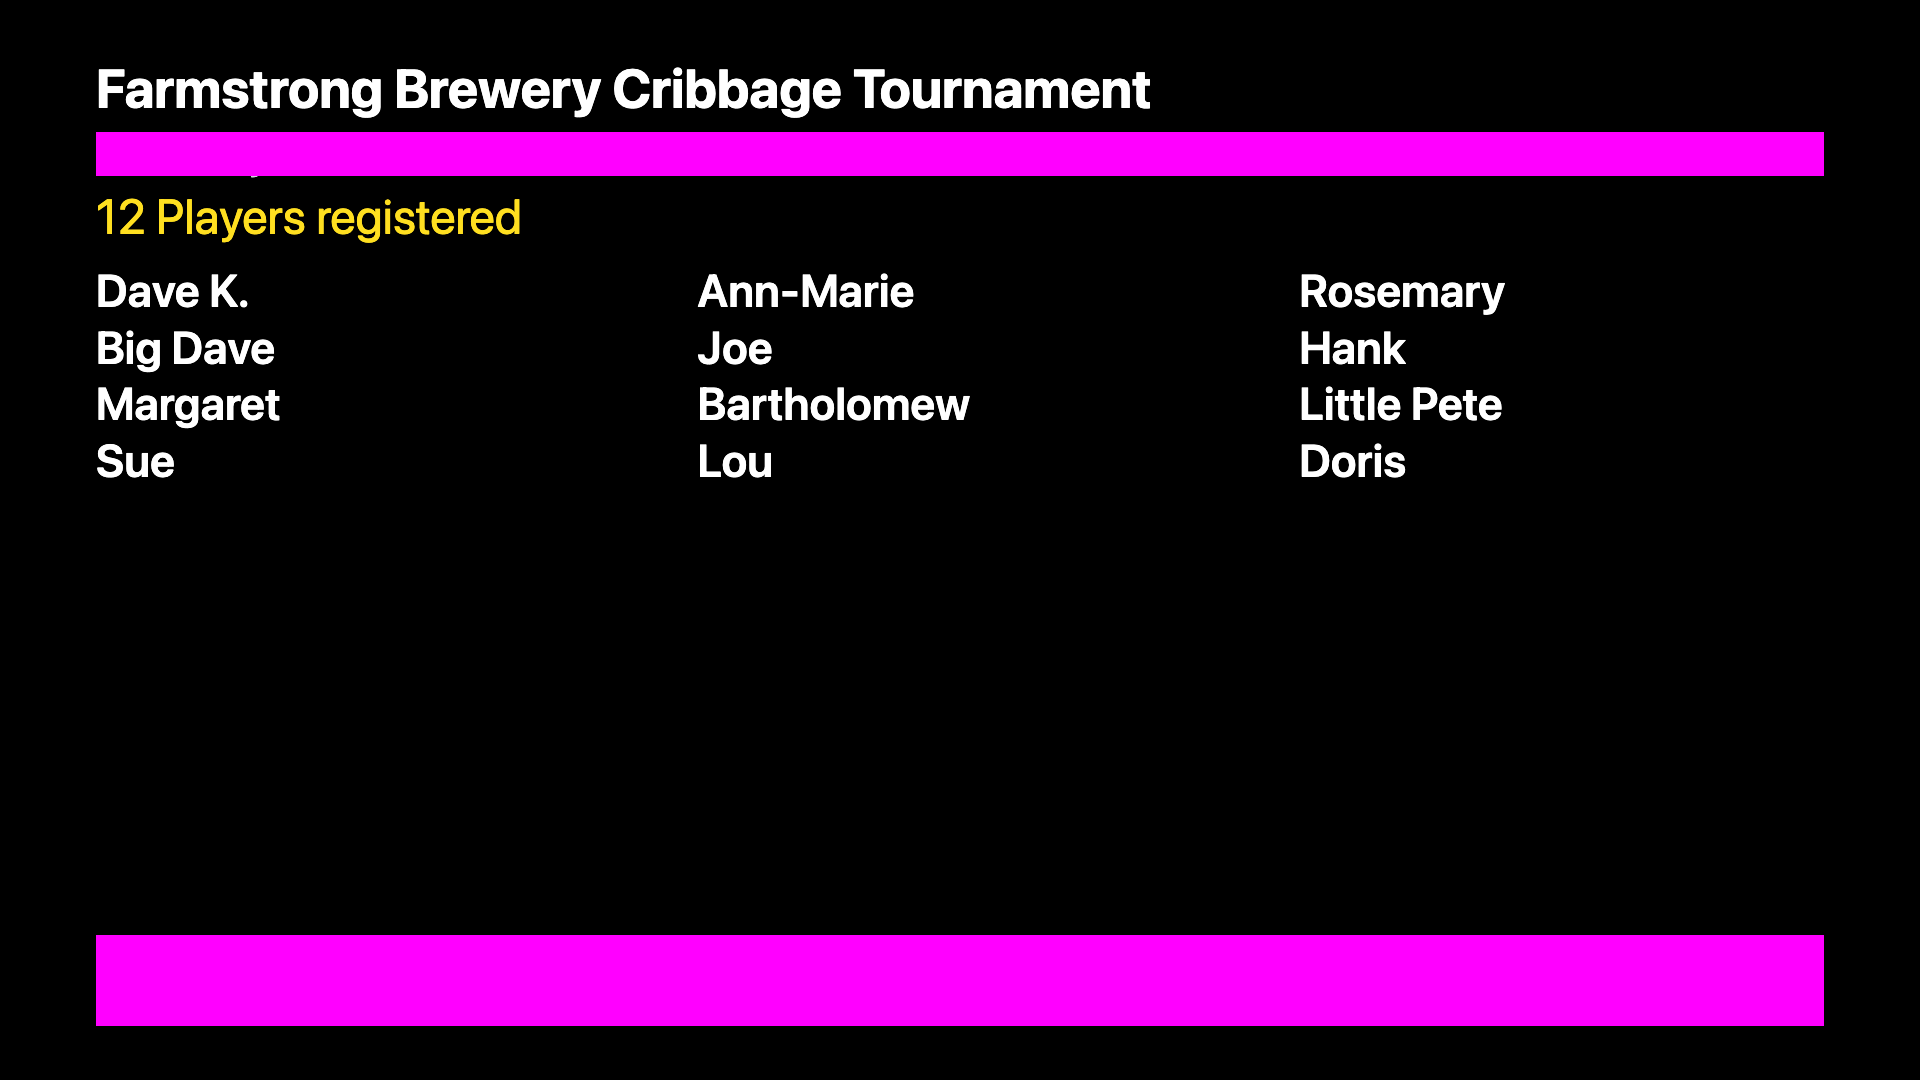 Farmstrong Brewery Cribbage Tournament
12 Players registered
Dave K.
Big Dave
Margaret
Sue
Ann-Marie
Joe
Bartholomew
Lou
Rosemary
Hank
Little Pete
Doris